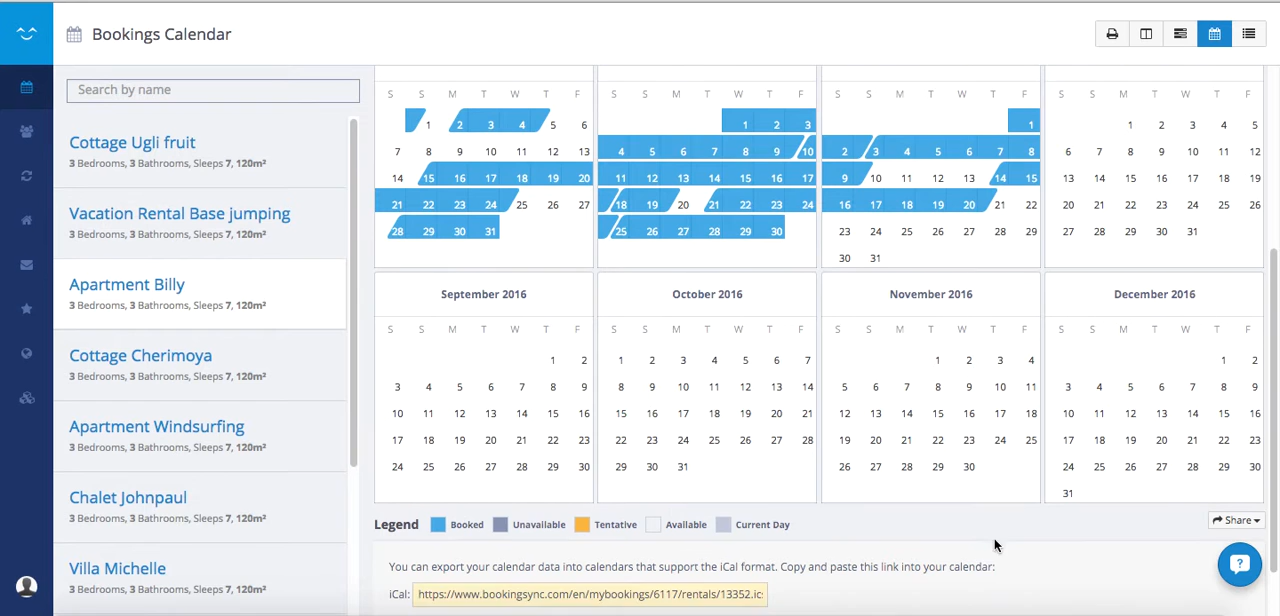 Bookings Calendar
Search by name
Cottage Ugli fruit
3 Bedrooms, 3 Bathrooms, Sleeps 7, 120m²
Vacation Rental Base jumping
3 Bedrooms, 3 Bathrooms, Sleeps 7, 120m²
Apartment Billy
3 Bedrooms, 3 Bathrooms, Sleeps 7, 120m²
Cottage Cherimoya
3 Bedrooms, 3 Bathrooms, Sleeps 7, 120m²
Apartment Windsurfing
3 Bedrooms, 3 Bathrooms, Sleeps 7, 120m²
Chalet Johnpaul
3 Bedrooms, 3 Bathrooms, Sleeps 7, 120m²
Villa Michelle
3 Bedrooms, 3 Bathrooms, Sleeps 7, 120m²
S S M T W T F
1 2 3 4 5 6
7 8 9 10 11 12 13
14 15 16 17 18 19 20
21 22 23 24 25 26 27
28 29 30 31
S S M T W T F
1 2 3
4 5 6 7 8 9 10
11 12 13 14 15 16 17
18 19 20 21 22 23 24
25 26 27 28 29 30
S S M T W T F
1
2 3 4 5 6 7 8
9 10 11 12 13 14 15
16 17 18 19 20 21 22
23 24 25 26 27 28 29
30 31
S S M T W T F
1 2 3 4 5
6 7 8 9 10 11 12
13 14 15 16 17 18 19
20 21 22 23 24 25 26
27 28 29 30 31
September 2016
S S M T W T F
1 2
3 4 5 6 7 8 9
10 11 12 13 14 15 16
17 18 19 20 21 22 23
24 25 26 27 28 29 30
October 2016
S S M T W T F
1 2 3 4 5 6 7
8 9 10 11 12 13 14
15 16 17 18 19 20 21
22 23 24 25 26 27 28
29 30 31
November 2016
S S M T W T F
1 2 3 4
5 6 7 8 9 10 11
12 13 14 15 16 17 18
19 20 21 22 23 24 25
26 27 28 29 30
December 2016
S S M T W T F
1 2
3 4 5 6 7 8 9
10 11 12 13 14 15 16
17 18 19 20 21 22 23
24 25 26 27 28 29 30
31
Legend Booked Unavailable Tentative Available Current Day
Share
You can export your calendar data into calendars that support the iCal format. Copy and paste this link into your calendar:
iCal: https://www.bookingsync.com/en/mybookings/6117/rentals/13352.ic